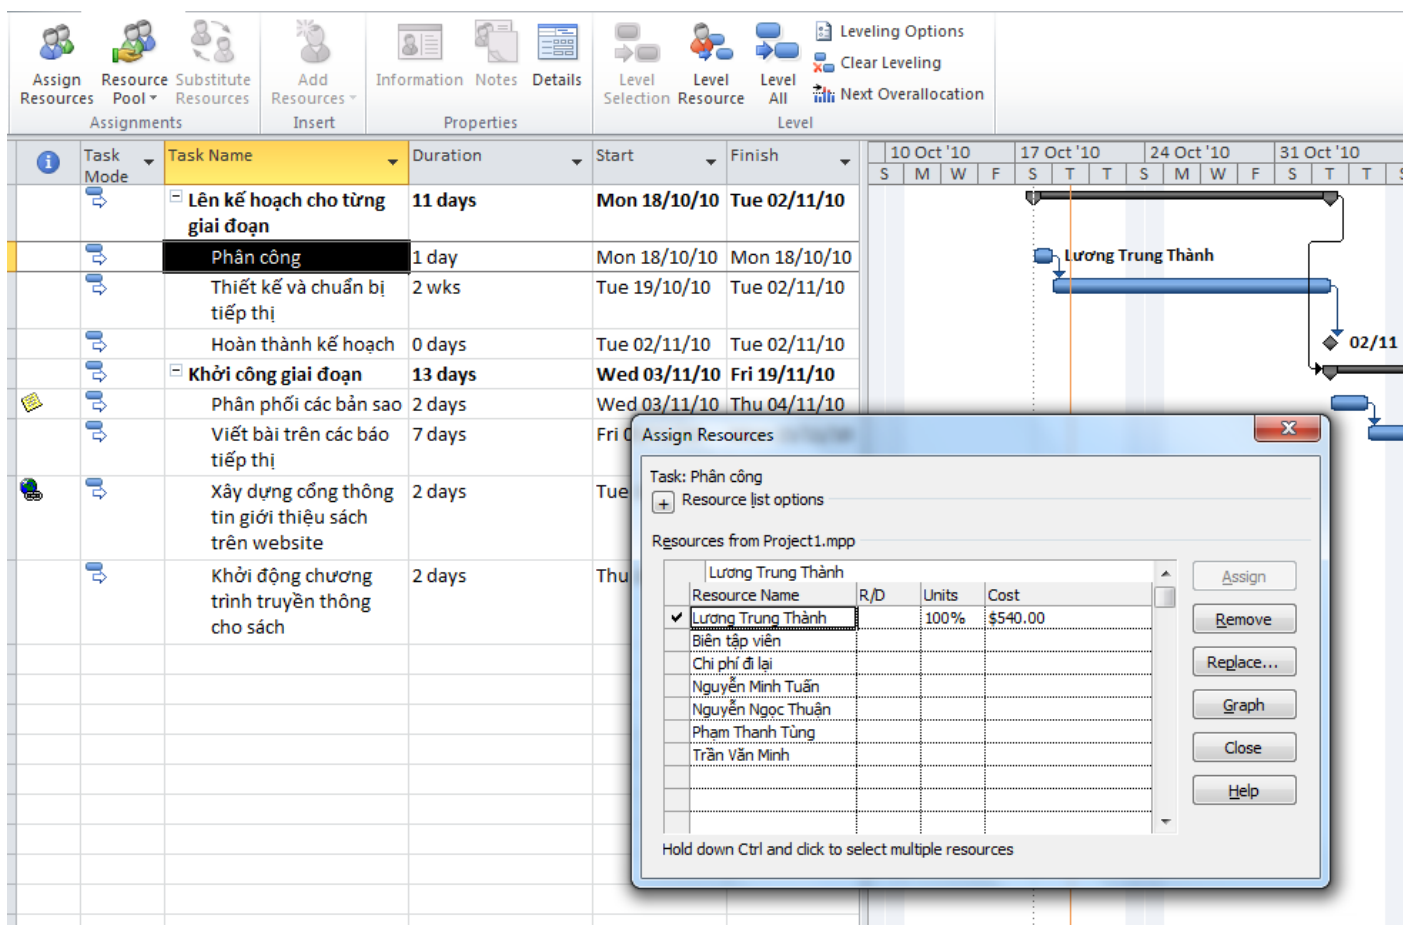 Assign Resources
Resource Pool
Substitute Resources
Add Resources
Information
Notes
Details
Level Selection
Level Resource
Level All
Leveling Options
Clear Leveling
Next Overallocation
Assignments
Insert
Properties
Level
Task Mode
Task Name
Duration
Start
Finish
10 Oct '10
17 Oct '10
24 Oct '10
31 Oct '10
S M W F S T T S M W F S T T S
Lên kế hoạch cho từng giai đoạn 11 days Mon 18/10/10 Tue 02/11/10
Phân công 1 day Mon 18/10/10 Mon 18/10/10
Lương Trung Thành
Thiết kế và chuẩn bị tiếp thị 2 wks Tue 19/10/10 Tue 02/11/10
Hoàn thành kế hoạch 0 days Tue 02/11/10 Tue 02/11/10
02/11
Khởi công giai đoạn 13 days Wed 03/11/10 Fri 19/11/10
Phân phối các bản sao 2 days Wed 03/11/10 Thu 04/11/10
Viết bài trên các báo tiếp thị 7 days Fri
Xây dựng cổng thông tin giới thiệu sách trên website 2 days Tue
Khởi động chương trình truyền thông cho sách 2 days Thu
Assign Resources
Task: Phân công
+ Resource list options
Resources from Project1.mpp
Lương Trung Thành
Resource Name R/D Units Cost
Lương Trung Thành 100% $540.00
Biên tập viên
Chi phí đi lại
Nguyễn Minh Tuấn
Nguyễn Ngọc Thuận
Phạm Thanh Tùng
Trần Văn Minh
Assign
Remove
Replace...
Graph
Close
Help
Hold down Ctrl and click to select multiple resources